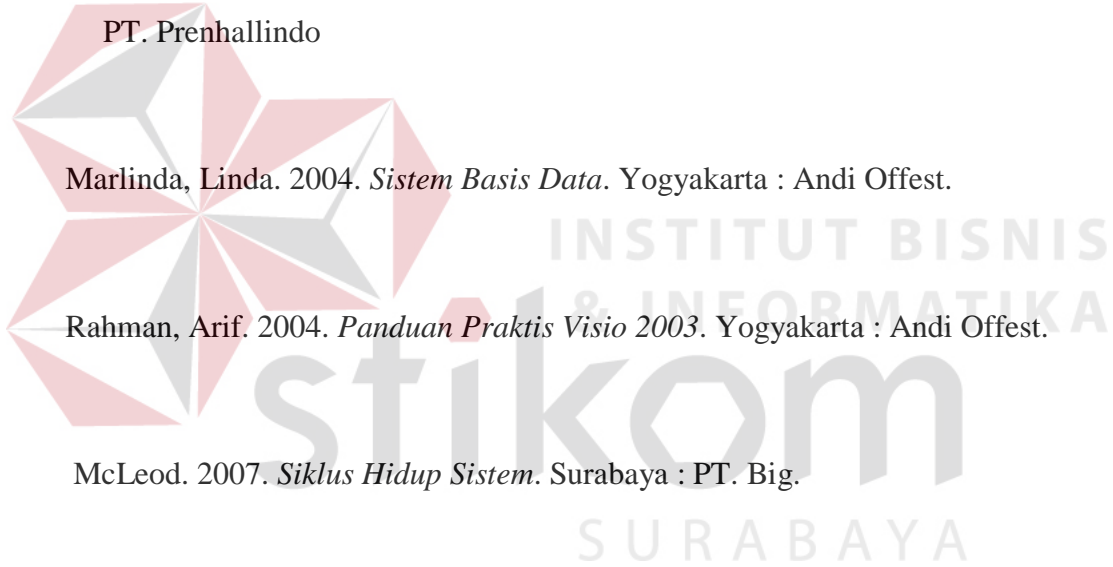 PT. Prenhallindo
Marlinda, Linda. 2004. Sistem Basis Data. Yogyakarta : Andi Offest.
INSTITUT BISNIS
& INFORMATIKA
Rahman, Arif. 2004. Panduan Praktis Visio 2003. Yogyakarta : Andi Offest.
stikom
McLeod. 2007. Siklus Hidup Sistem. Surabaya : PT. Big.
SURABAYA